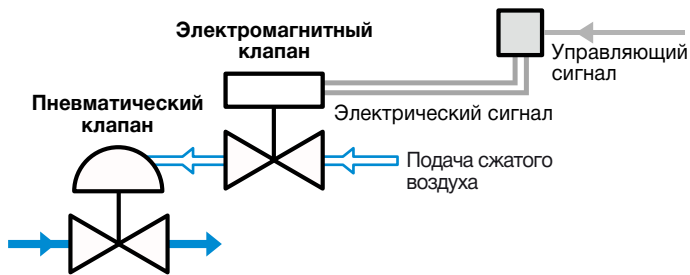 Электромагнитный
клапан
Управляющий
сигнал
Пневматический
клапан
Электрический сигнал
Подача сжатого
воздуха